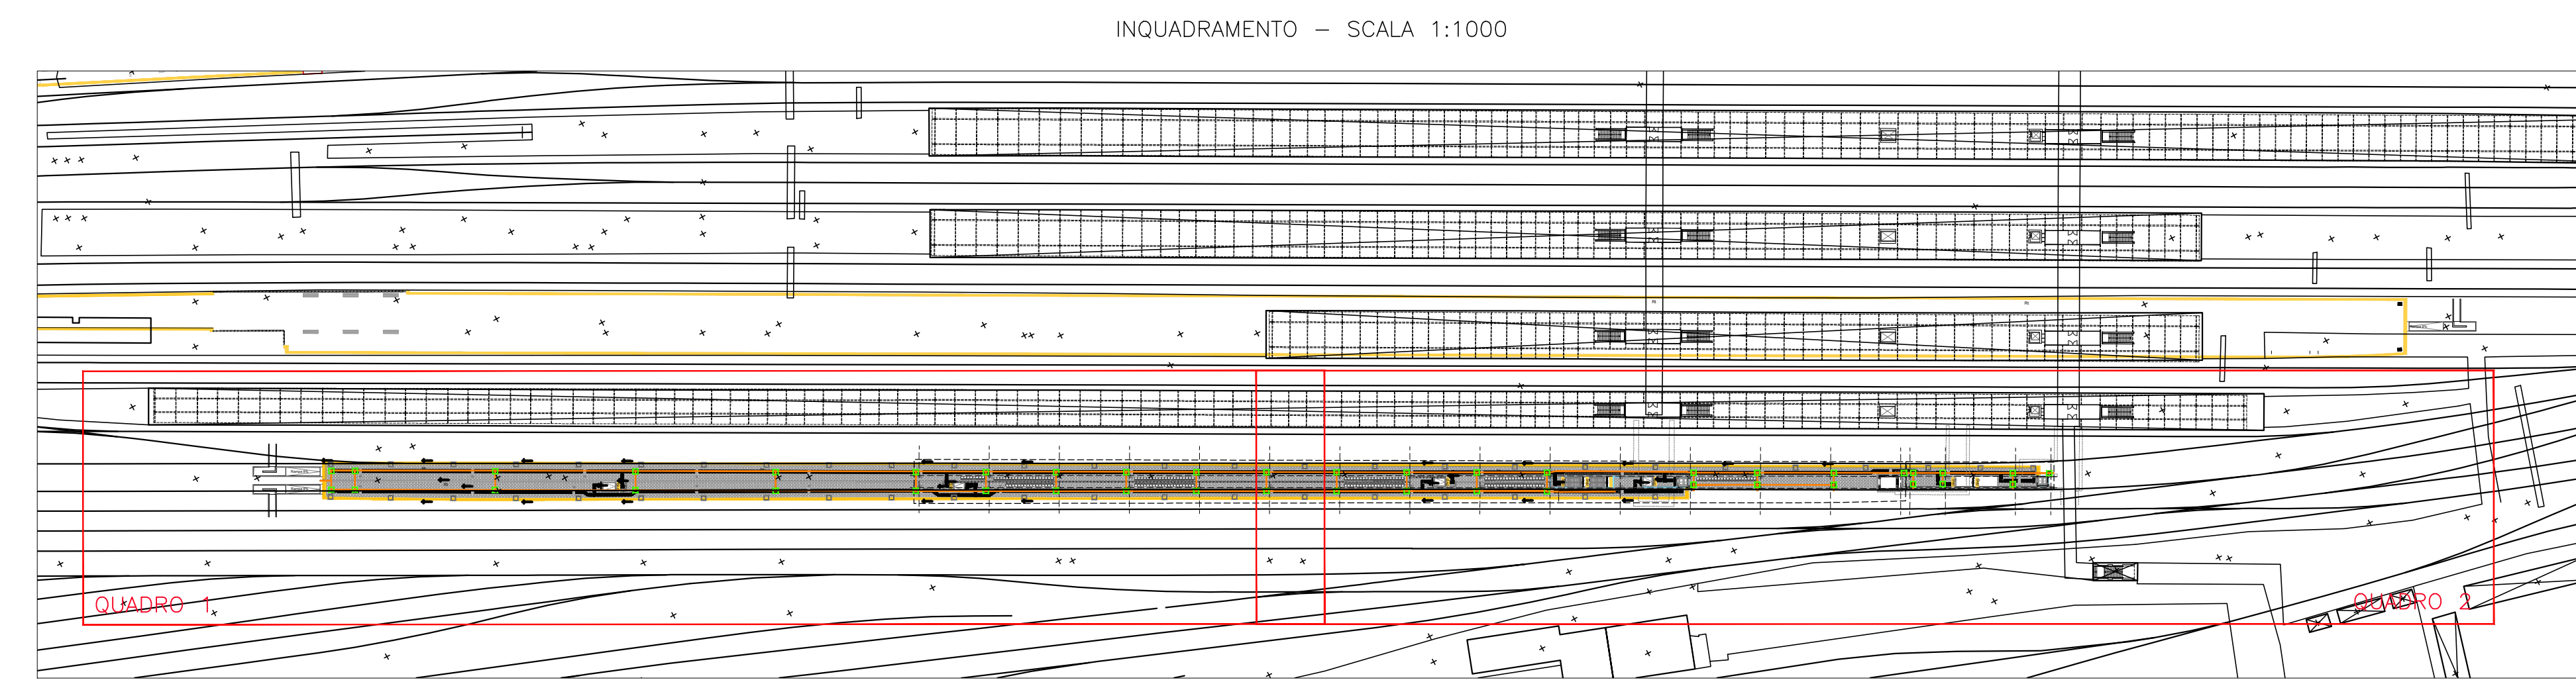 INQUADRAMENTO – SCALA 1:1000
QUADRO 1
QUADRO 2